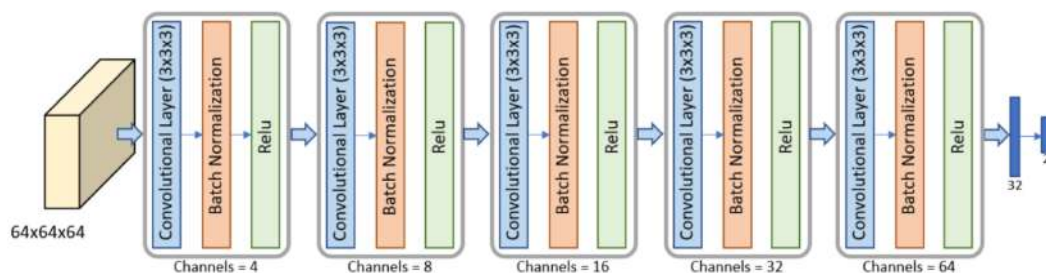 64x64x64
Convolutional Layer (3x3x3)
Batch Normalization
Relu
Channels = 4
Convolutional Layer (3x3x3)
Batch Normalization
Relu
Channels = 8
Convolutional Layer (3x3x3)
Batch Normalization
Relu
Channels = 16
Convolutional Layer (3x3x3)
Batch Normalization
Relu
Channels = 32
Convolutional Layer (3x3x3)
Batch Normalization
Relu
Channels = 64
32